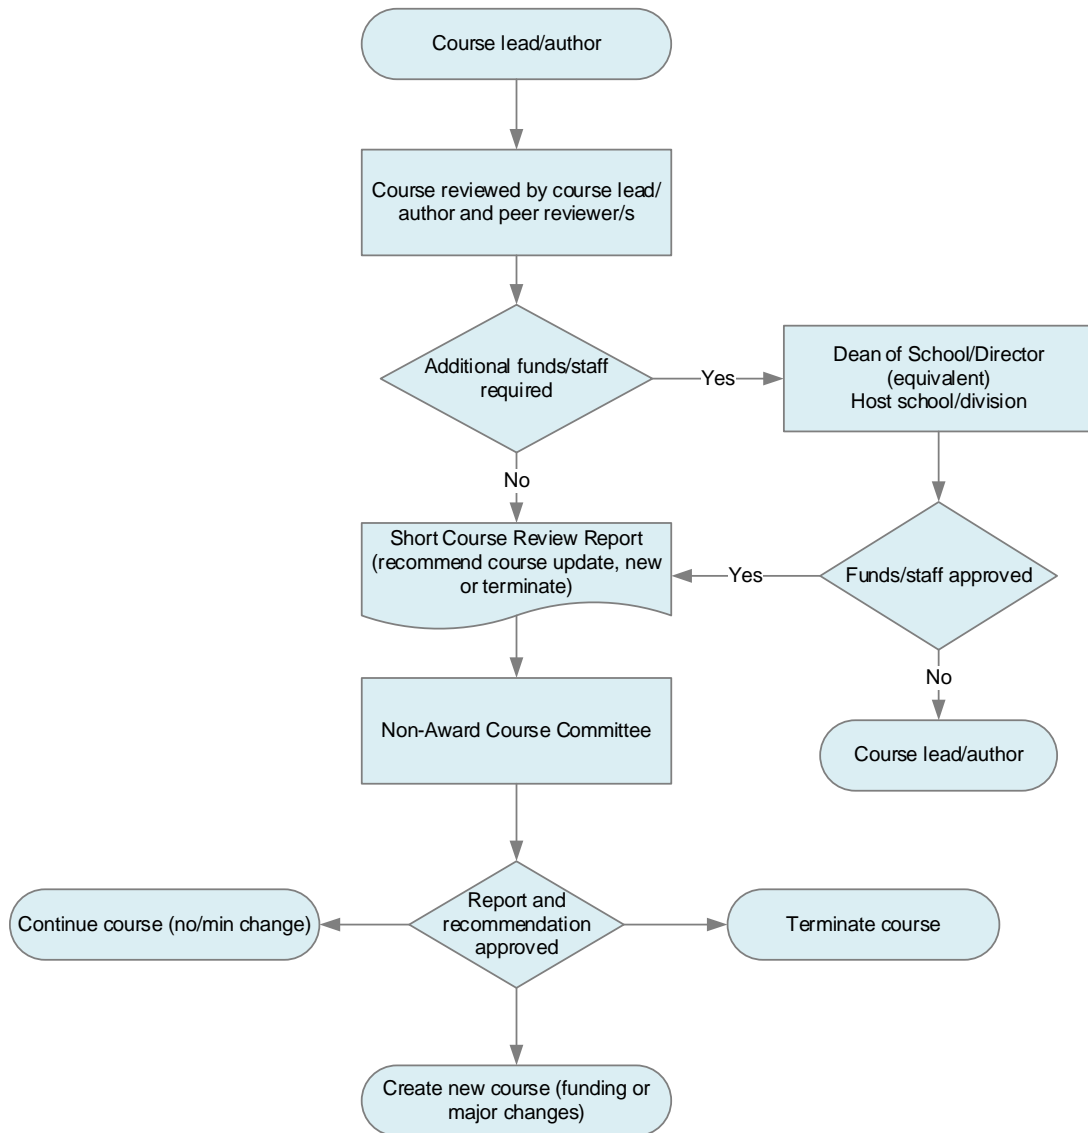 Course lead/author
Course reviewed by course lead/
author and peer reviewer/s
Additional funds/staff
required
Yes
Dean of School/Director
(equivalent)
Host school/division
No
Short Course Review Report
(recommend course update, new
or terminate)
Yes
Funds/staff approved
No
Non-Award Course Committee
Course lead/author
Continue course (no/min change)
Report and
recommendation
approved
Terminate course
Create new course (funding or
major changes)